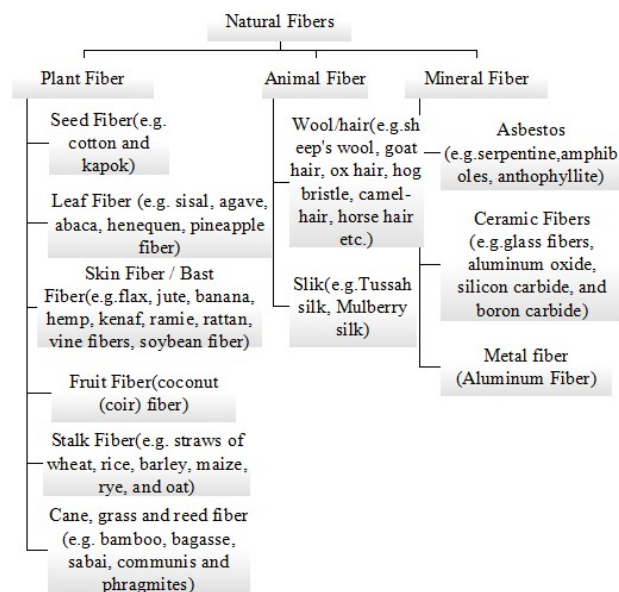 Natural Fibers
Plant Fiber
Animal Fiber
Mineral Fiber
Seed Fiber(e.g.
cotton and
kapok)
Leaf Fiber (e.g. sisal, agave,
abaca, henequen, pineapple
fiber)
Skin Fiber / Bast
Fiber(e.g.flax, jute, banana,
hemp, kenaf, ramie, rattan,
vine fibers, soybean fiber)
Fruit Fiber(coconut
(coir) fiber)
Stalk Fiber(e.g. straws of
wheat, rice, barley, maize,
rye, and oat)
Cane, grass and reed fiber
(e.g. bamboo, bagasse,
sabai, communis and
phragmites)
Wool/hair(e.g.sh
eep's wool, goat
hair, ox hair, hog
bristle, camel-
hair, horse hair
etc.)
Slik(e.g.Tussah
silk, Mulberry
silk)
Asbestos
(e.g.serpentine,amphib
oles, anthophyllite)
Ceramic Fibers
(e.g.glass fibers,
aluminum oxide,
silicon carbide, and
boron carbide)
Metal fiber
(Aluminum Fiber)